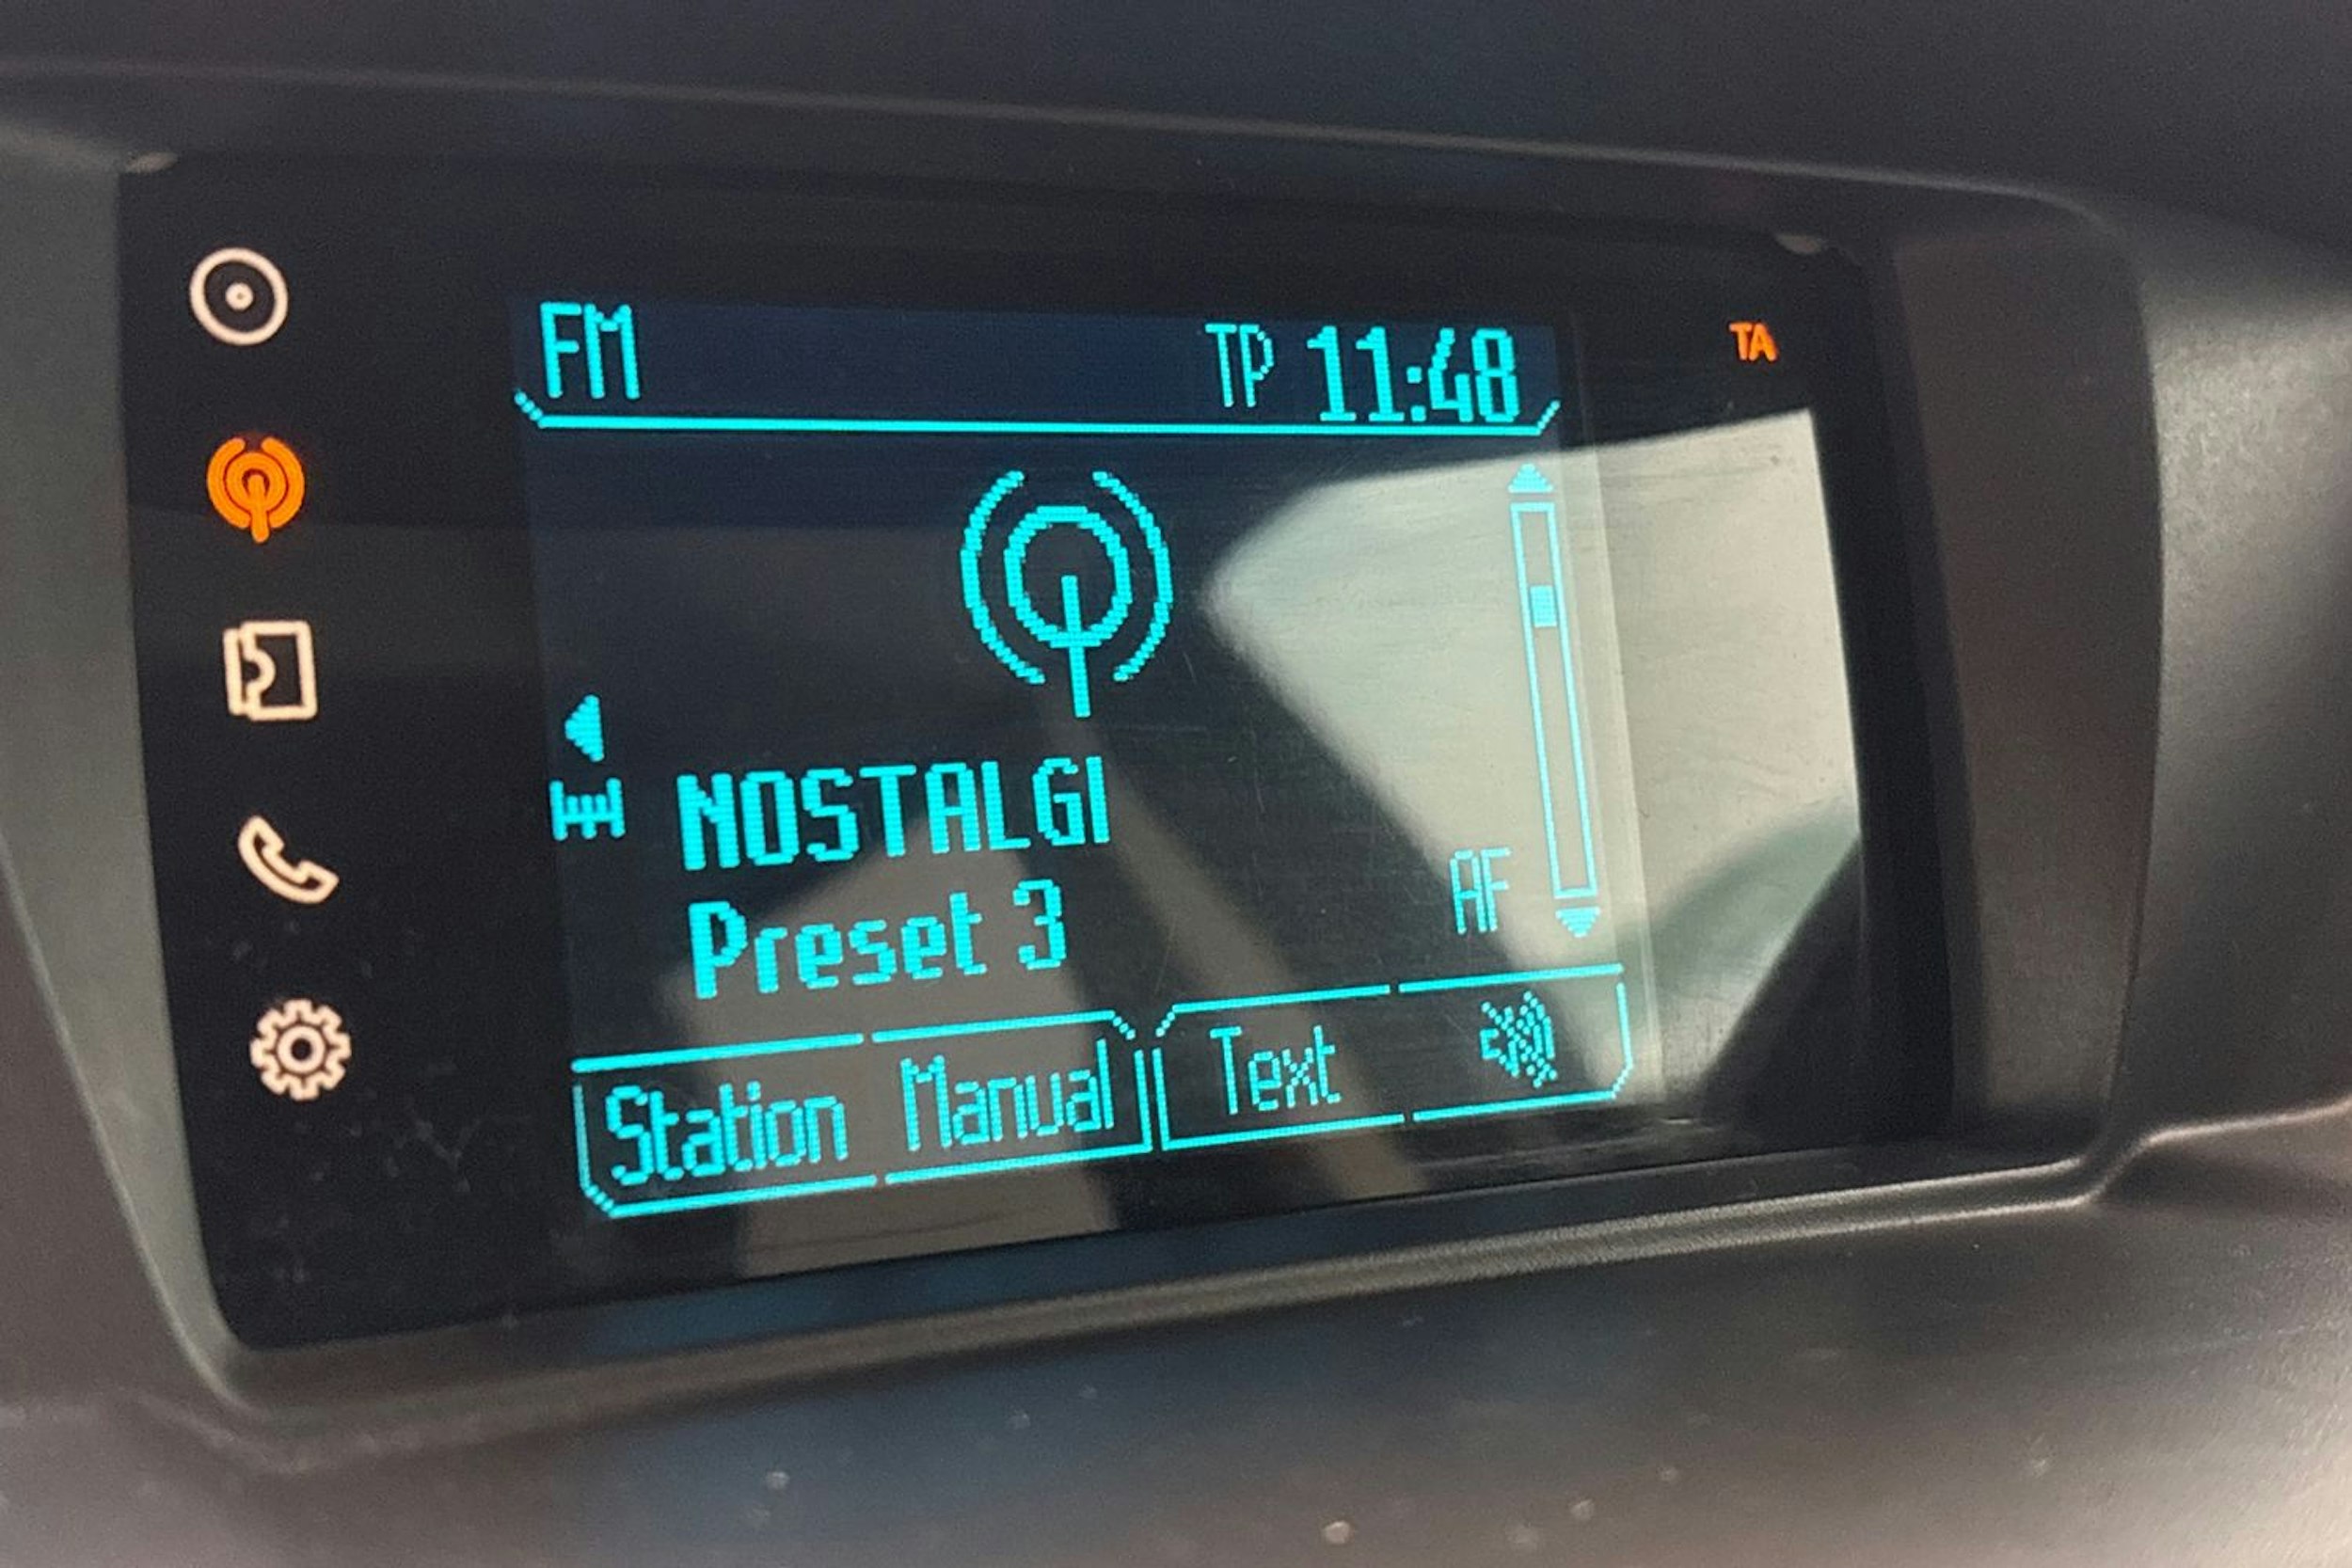 FM TP 11:48
TA
NOSTALGI
Preset 3
AF
Station Manual Text